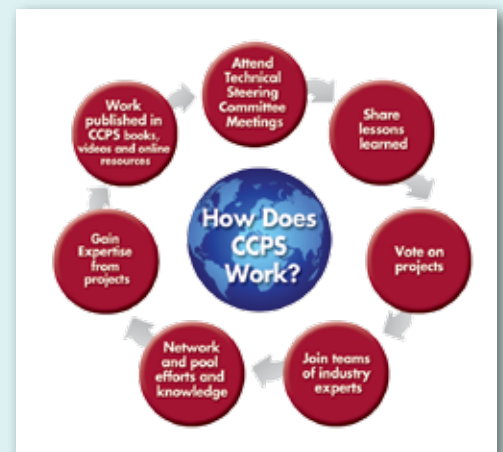 Attend
Technical
Steering
Committee
Meetings
Share
lessons
learned
Vote on
projects
Join teams
of industry
experts
Network
and pool
efforts and
knowledge
Gain
Expertise
from
projects
Work
published in
CCPS books,
videos and online
resources
How Does
CCPS
Work?